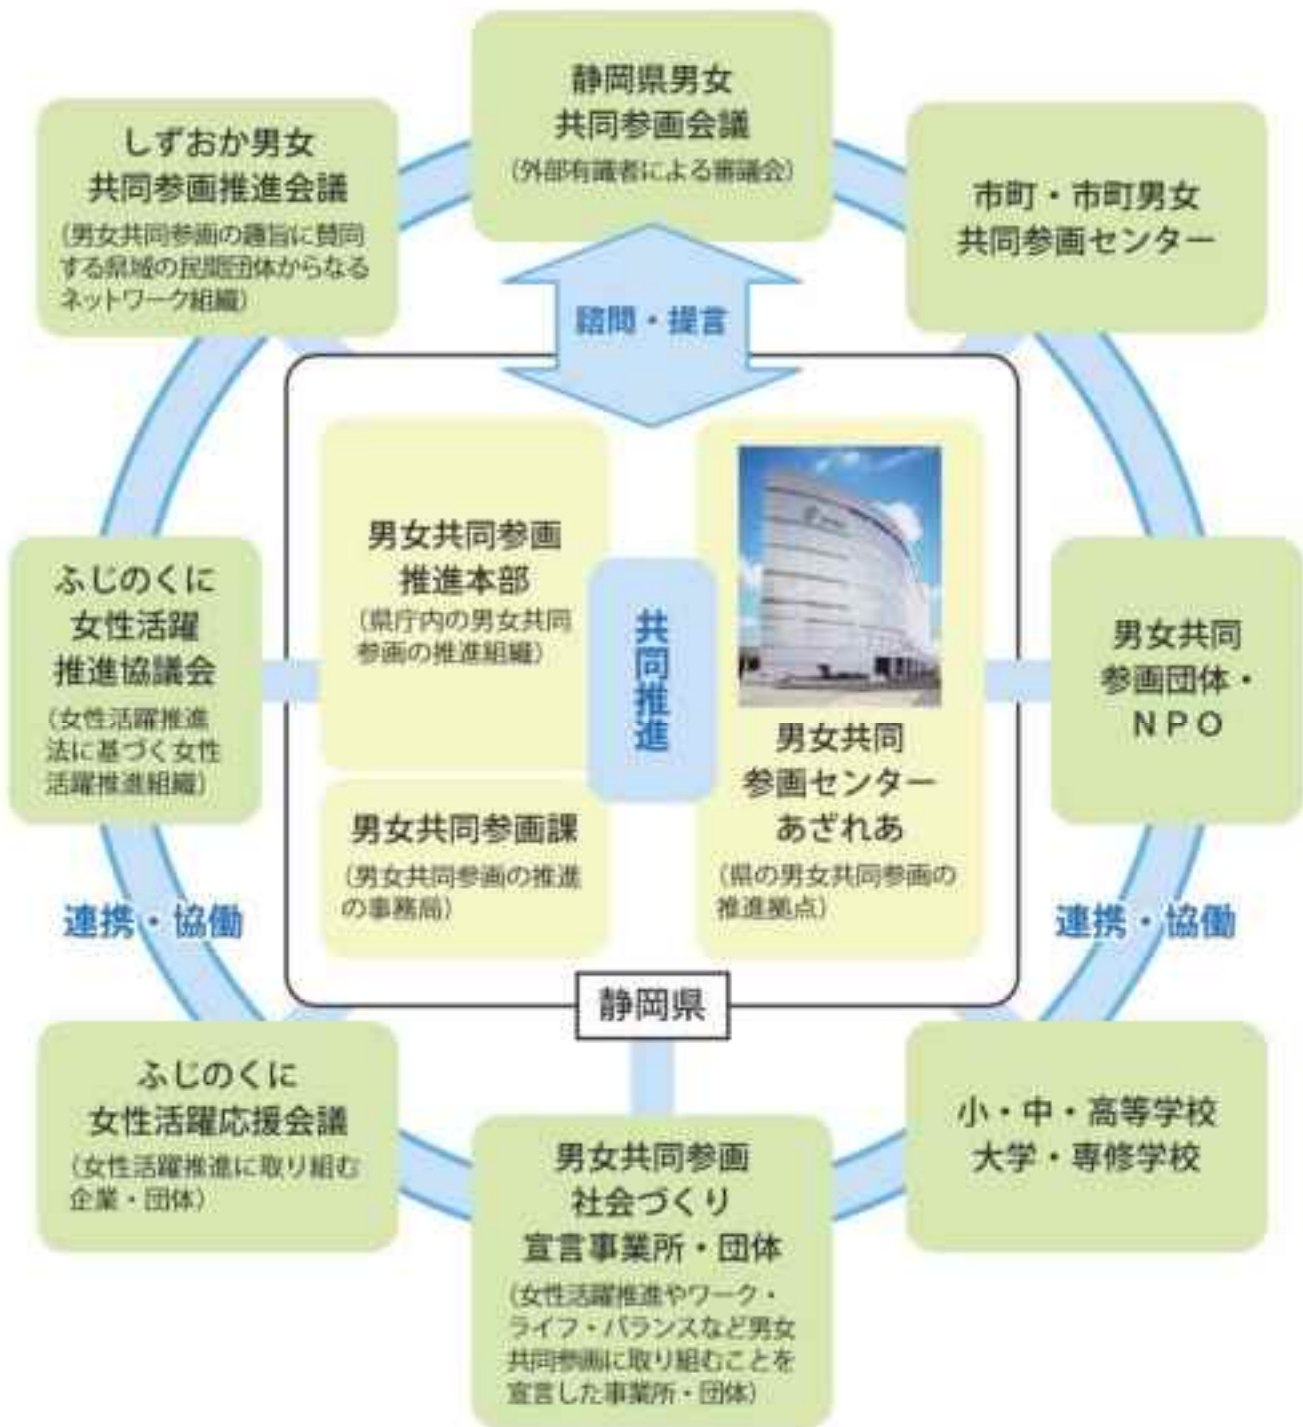 静岡県男女
共同参画会議
（外部有識者による審議会）
しずおか男女
共同参画推進会議
（男女共同参画の趣旨に賛同
する県域の民間団体からなる
ネットワーク組織）
市町・市町男女
共同参画センター
諮問・提言
男女共同参画
推進本部
（県庁内の男女共同
参画の推進組織）
共同推進
男女共同
参画センター
あざれあ
（県の男女共同参画の
推進拠点）
男女共同参画課
（男女共同参画の推進
の事務局）
静岡県
ふじのくに
女性活躍
推進協議会
（女性活躍推進
法に基づく女性
活躍推進組織）
男女共同
参画団体・
ＮＰＯ
連携・協働
連携・協働
ふじのくに
女性活躍応援会議
（女性活躍推進に取り組む
企業・団体）
男女共同参画
社会づくり
宣言事業所・団体
（女性活躍推進やワーク・
ライフ・バランスなど男女
共同参画に取り組むことを
宣言した事業所・団体）
小・中・高等学校
大学・専修学校